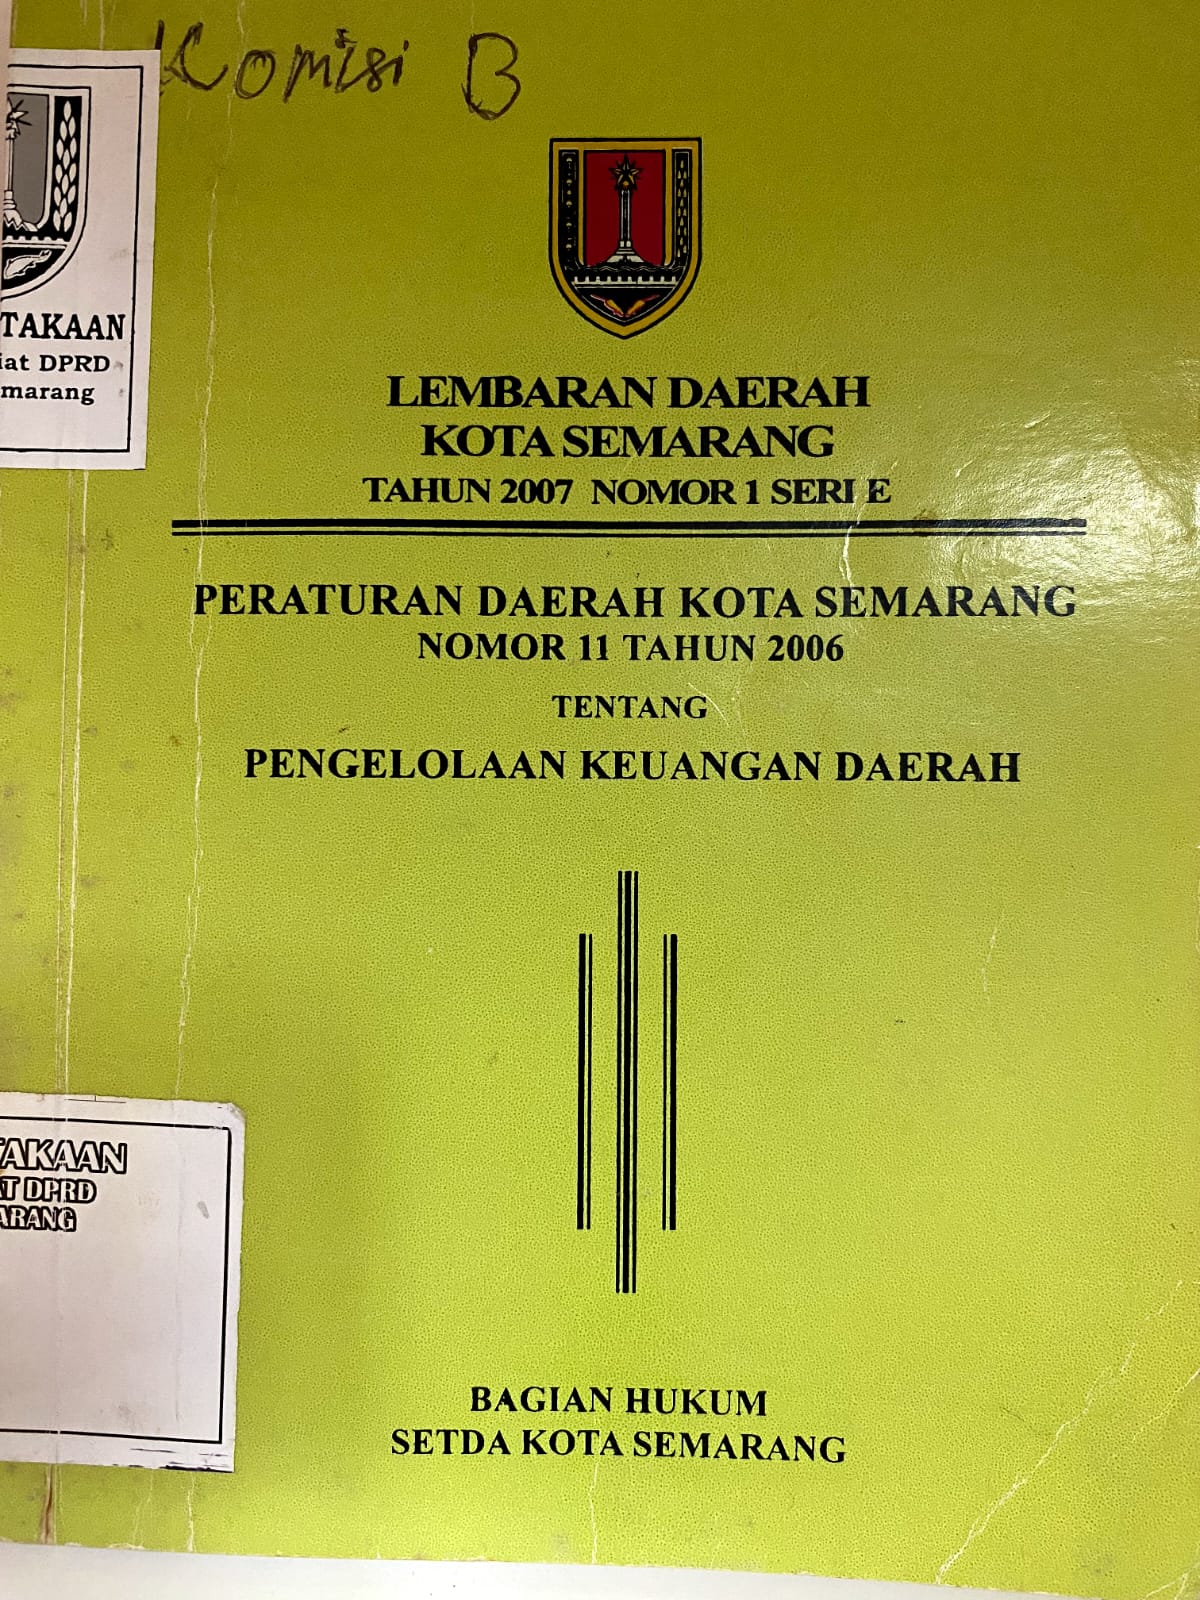 Komisi B
TAKAAN
iat DPRD
marang
LEMBARAN DAERAH
KOTA SEMARANG
TAHUN 2007 NOMOR 1 SERI E
PERATURAN DAERAH KOTA SEMARANG
NOMOR 11 TAHUN 2006
TENTANG
PENGELOLAAN KEUANGAN DAERAH
TAKAAN
AT DPRD
ARANG
BAGIAN HUKUM
SETDA KOTA SEMARANG